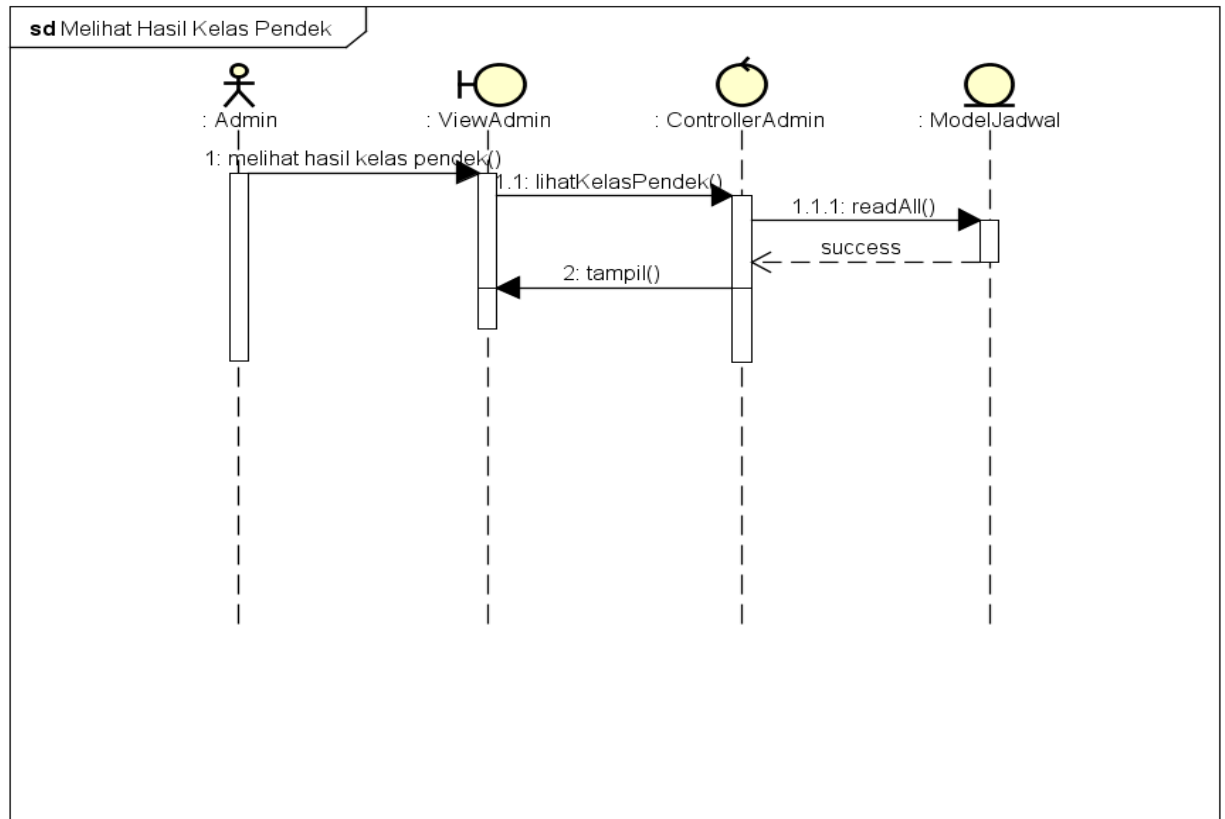 sd Melihat Hasil Kelas Pendek
: Admin
: ViewAdmin
: ControllerAdmin
: ModelJadwal
1: melihat hasil kelas pendek()
1.1: lihatKelasPendek()
1.1.1: readAll()
success
2: tampil()